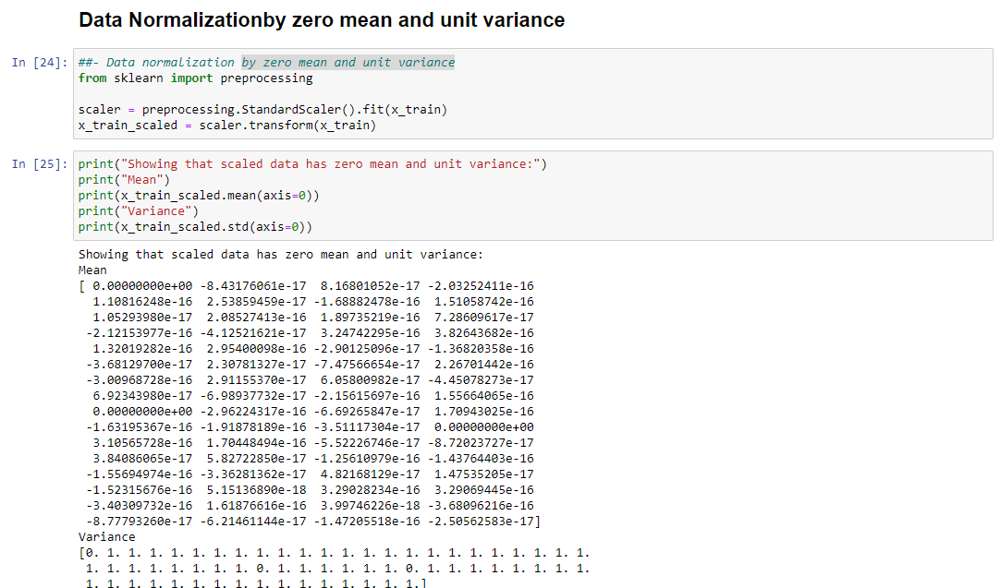 Data Normalizationby zero mean and unit variance
In [24]: ##- Data normalization by zero mean and unit variance
from sklearn import preprocessing
scaler = preprocessing.StandardScaler().fit(x_train)
x_train_scaled = scaler.transform(x_train)
In [25]: print("Showing that scaled data has zero mean and unit variance:")
print("Mean")
print(x_train_scaled.mean(axis=0))
print("Variance")
print(x_train_scaled.std(axis=0))
Showing that scaled data has zero mean and unit variance:
Mean
[ 0.00000000e+00 -8.43176061e-17  8.16801052e-17 -2.03252411e-16
  1.10816248e-16  2.53859459e-17 -1.68882478e-16  1.51058742e-16
  1.05293980e-17  2.08527413e-16  1.89735219e-16  7.28609617e-17
 -2.12153977e-16 -4.12521621e-17  3.24742295e-16  3.82643682e-16
  1.32019282e-16  2.95400098e-16 -2.90125096e-17 -1.36820358e-16
 -3.68129700e-17  2.30781327e-17 -7.47566654e-17  2.26701442e-16
 -3.00968728e-16  2.91155370e-17  6.05800982e-17 -4.45078273e-17
  6.92343980e-17 -6.98937732e-17 -2.15615697e-16  1.55664065e-16
  0.00000000e+00 -2.96224317e-16 -6.69265847e-17  1.70943025e-16
 -1.63195367e-16 -1.91878189e-16 -3.51117304e-17  0.00000000e+00
  3.10565728e-16  1.70448494e-16 -5.52226746e-17 -8.72023727e-17
  3.84086065e-17  5.82722850e-17 -1.25610979e-16 -1.43764403e-16
 -1.55694974e-16 -3.36281362e-17  4.82168129e-17  1.47535205e-17
 -1.52315676e-16  5.15136890e-18  3.29028234e-16  3.29069445e-16
 -3.40309732e-16  1.61876616e-16  3.99746226e-18 -3.68096216e-16
 -8.77793260e-17 -6.21461144e-17 -1.47205518e-16 -2.50562583e-17]
Variance
[0. 1. 1. 1. 1. 1. 1. 1. 1. 1. 1. 1. 1. 1. 1. 1. 1. 1. 1. 1. 1. 1. 1. 1.
 1. 1. 1. 1. 1. 1. 1. 1. 0. 1. 1. 1. 1. 1. 1. 0. 1. 1. 1. 1. 1. 1. 1. 1.
 1. 1. 1. 1. 1. 1. 1. 1. 1. 1. 1. 1. 1. 1. 1. 1.]